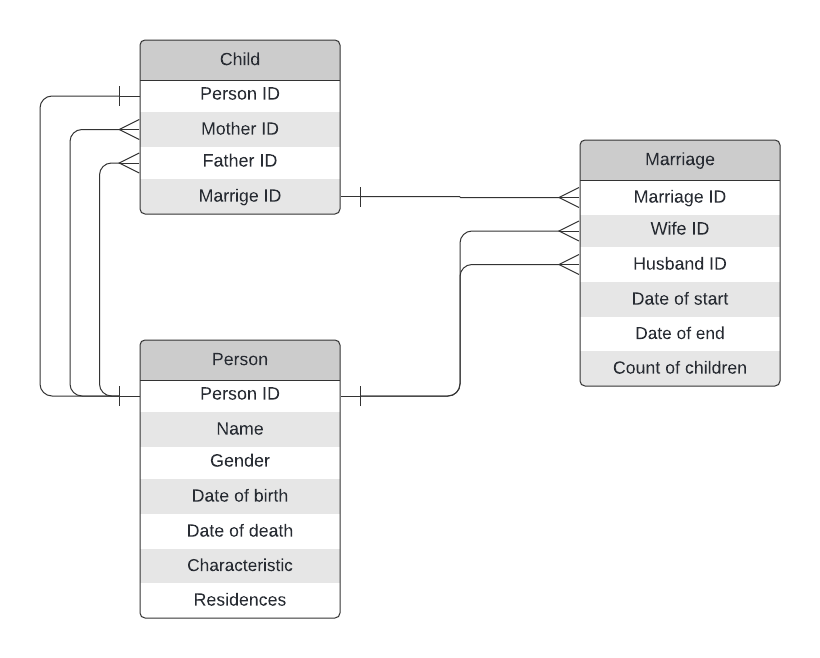 Child
Person ID
Mother ID
Father ID
Marrige ID
Marriage
Marriage ID
Wife ID
Husband ID
Date of start
Date of end
Count of children
Person
Person ID
Name
Gender
Date of birth
Date of death
Characteristic
Residences